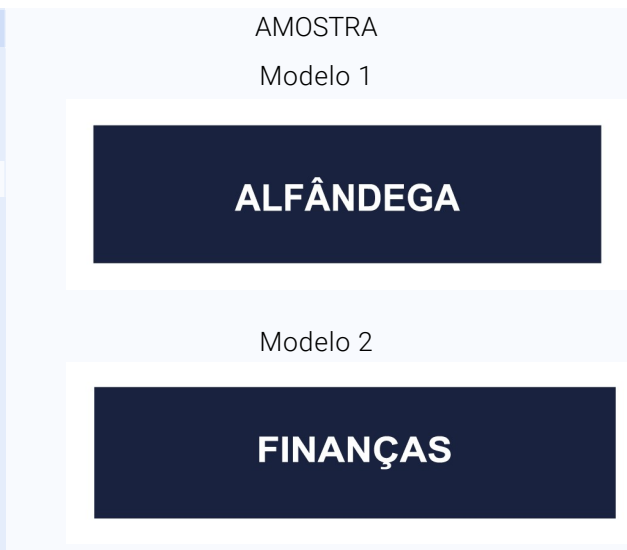 AMOSTRA
Modelo 1
ALFÂNDEGA
Modelo 2
FINANÇAS